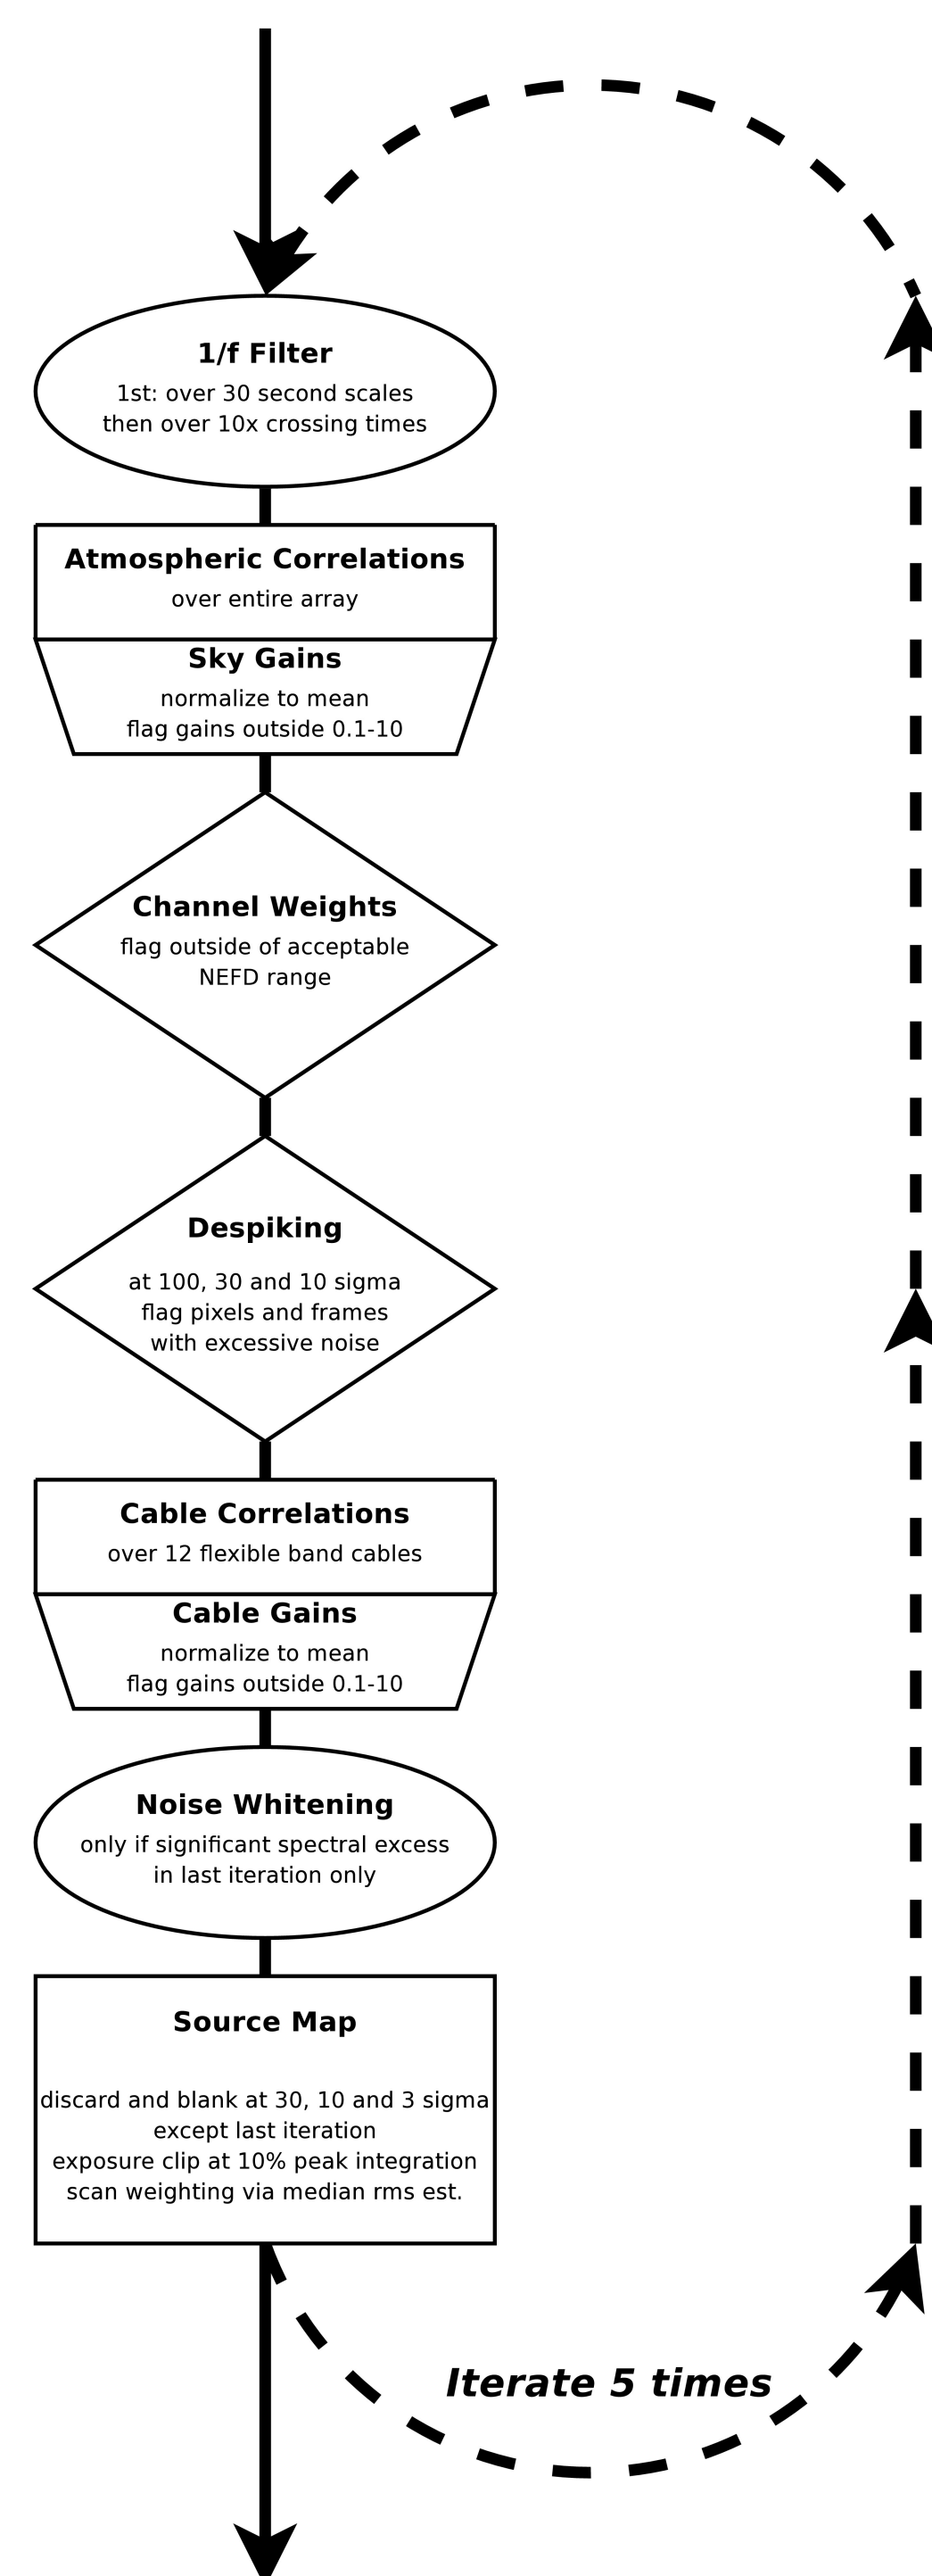 1/f Filter
1st: over 30 second scales
then over 10x crossing times
Atmospheric Correlations
over entire array
Sky Gains
normalize to mean
flag gains outside 0.1-10
Channel Weights
flag outside of acceptable
NEFD range
Despiking
at 100, 30 and 10 sigma
flag pixels and frames
with excessive noise
Cable Correlations
over 12 flexible band cables
Cable Gains
normalize to mean
flag gains outside 0.1-10
Noise Whitening
only if significant spectral excess
in last iteration only
Source Map
discard and blank at 30, 10 and 3 sigma
except last iteration
exposure clip at 10% peak integration
scan weighting via median rms est.
Iterate 5 times